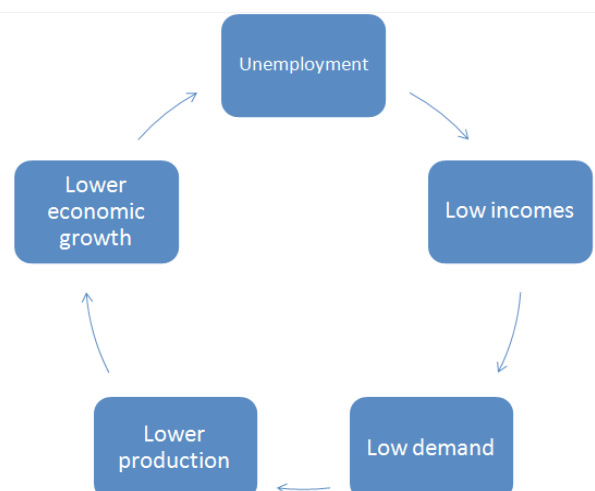 Unemployment
Low incomes
Low demand
Lower
production
Lower
economic
growth